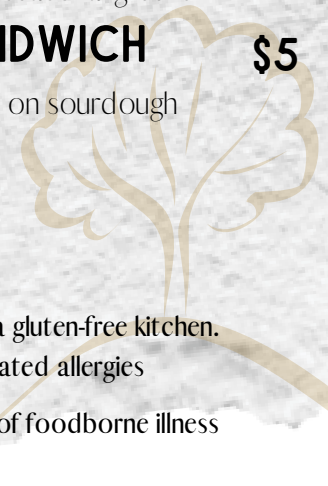 NDWICH
$5
on sourdough
a gluten-free kitchen.
ated allergies
of foodborne illness